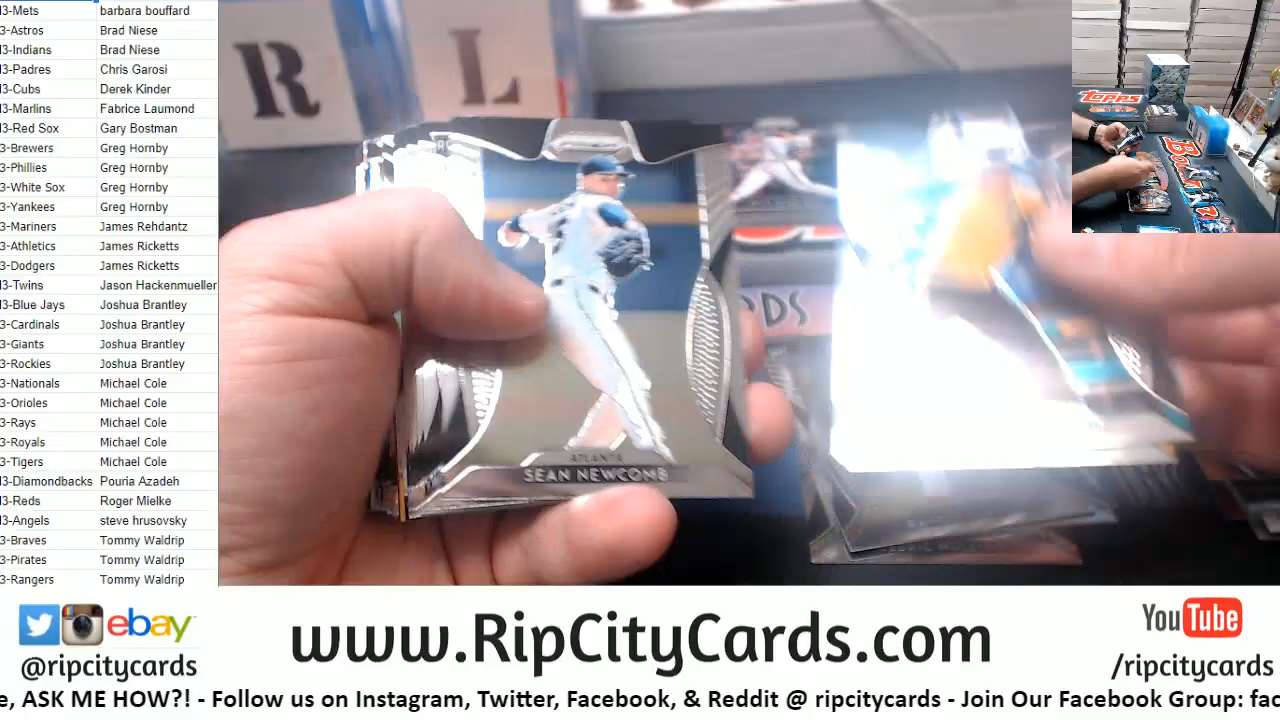 3-Mets barbara bouffard
3-Astros Brad Niese
3-Indians Brad Niese
3-Padres Chris Garosi
3-Cubs Derek Kinder
3-Marlins Fabrice Laumond
3-Red Sox Gary Bostman
3-Brewers Greg Hornby
3-Phillies Greg Hornby
3-White Sox Greg Hornby
3-Yankees Greg Hornby
3-Mariners James Rehdantz
3-Athletics James Ricketts
3-Dodgers James Ricketts
3-Twins Jason Hackenmueller
3-Blue Jays Joshua Brantley
3-Cardinals Joshua Brantley
3-Giants Joshua Brantley
3-Rockies Joshua Brantley
3-Nationals Michael Cole
3-Orioles Michael Cole
3-Rays Michael Cole
3-Royals Michael Cole
3-Tigers Michael Cole
3-Diamondbacks Pouria Azadeh
3-Reds Roger Mielke
3-Angels steve hrusovsky
3-Braves Tommy Waldrip
3-Pirates Tommy Waldrip
3-Rangers Tommy Waldrip
R L
Topps
ATLANTA
SEAN NEWCOMB
ebay
@ripcitycards
www.RipCityCards.com
YouTube
/ripcitycards
e, ASK ME HOW?! - Follow us on Instagram, Twitter, Facebook, & Reddit @ ripcitycards - Join Our Facebook Group: fac